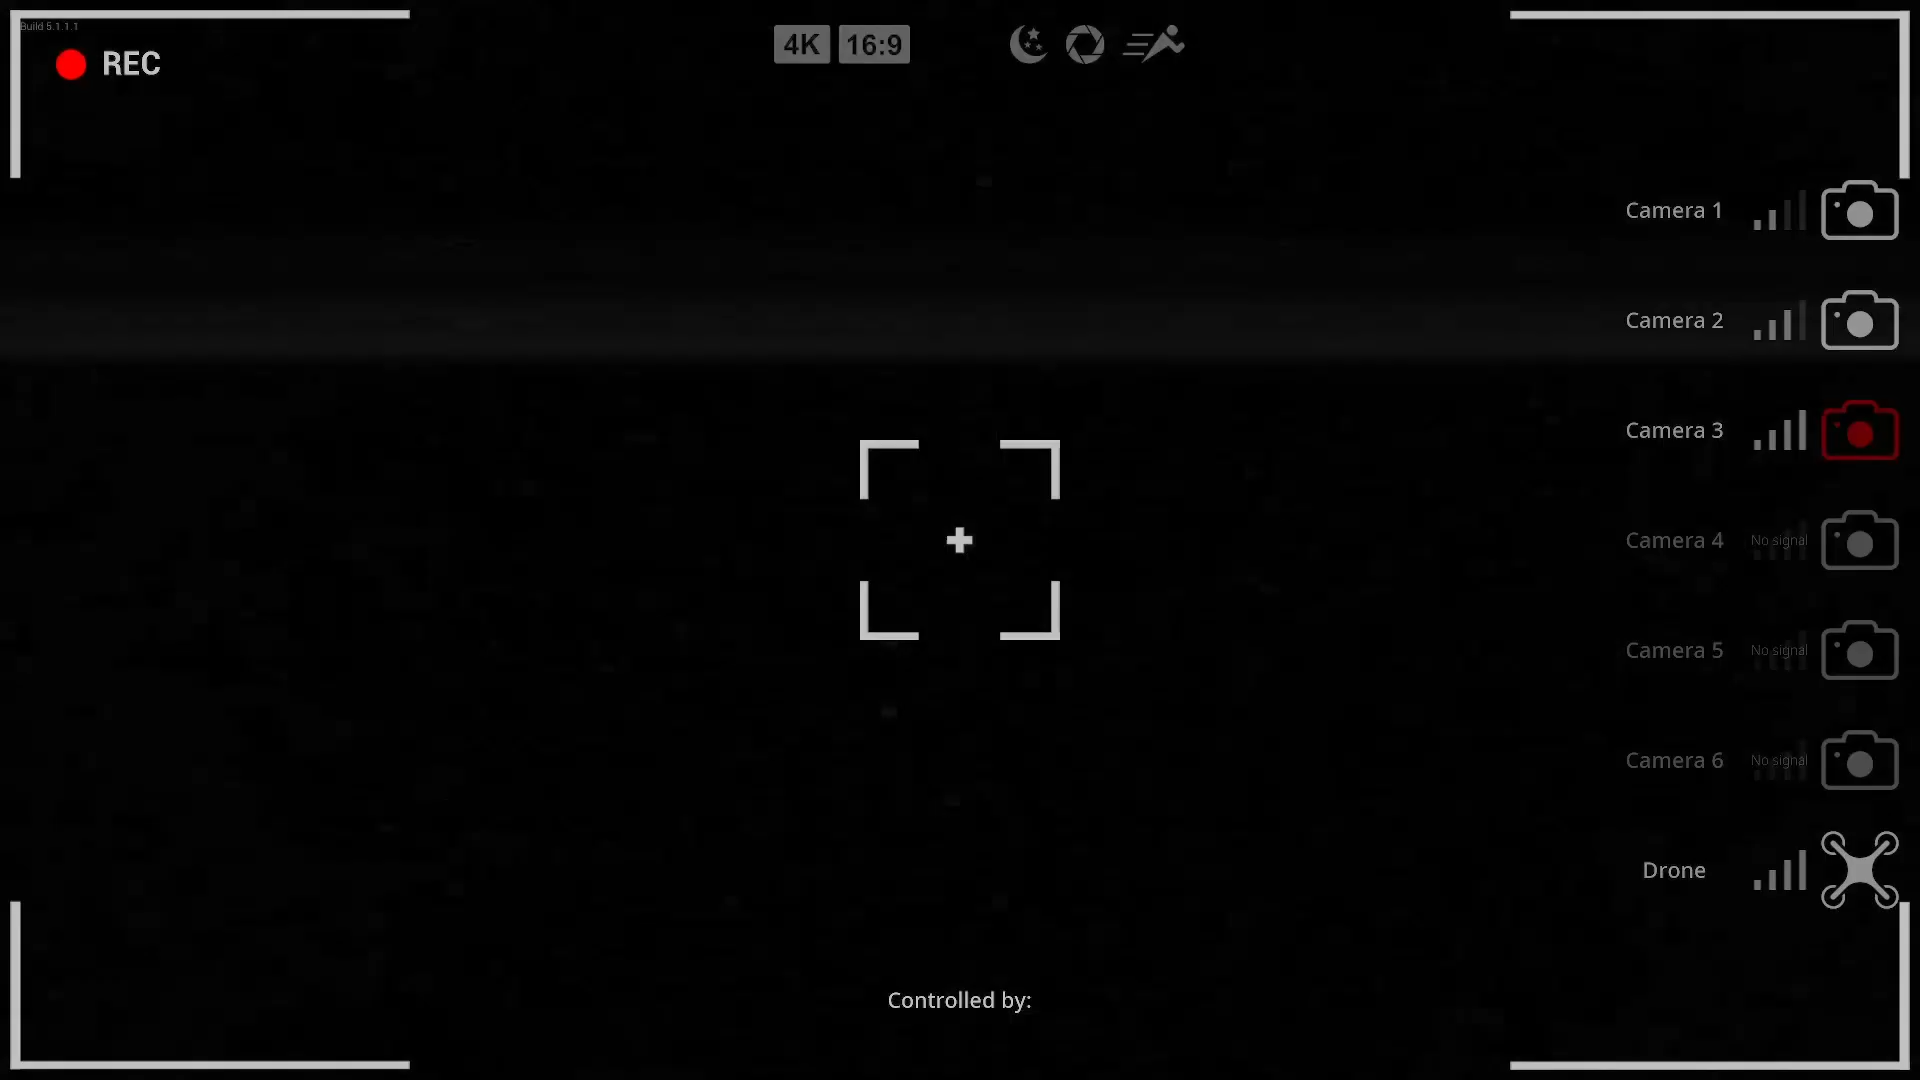 Build 5.1.1.1
REC
4K 16:9
Camera 1
Camera 2
Camera 3
Camera 4 No signal
Camera 5 No signal
Camera 6 No signal
Drone
Controlled by: